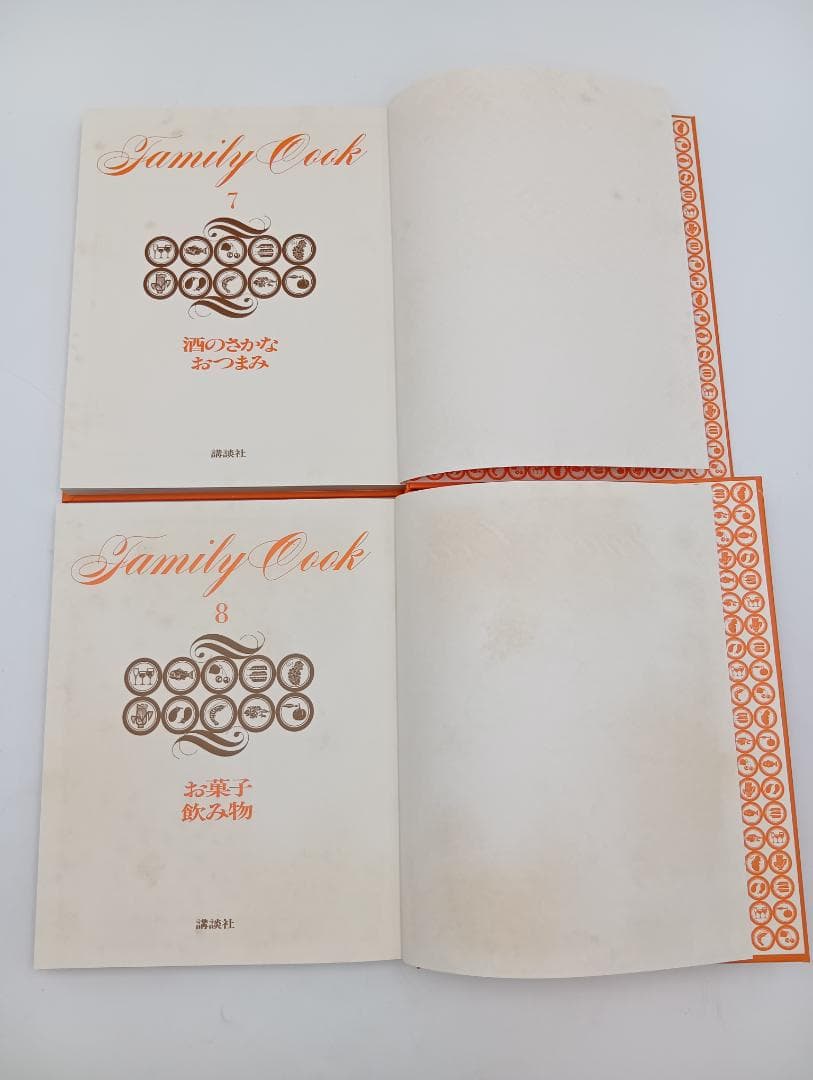 Family Cook
7
酒のさかな
おつまみ
講談社
Family Cook
8
お菓子
飲み物
講談社